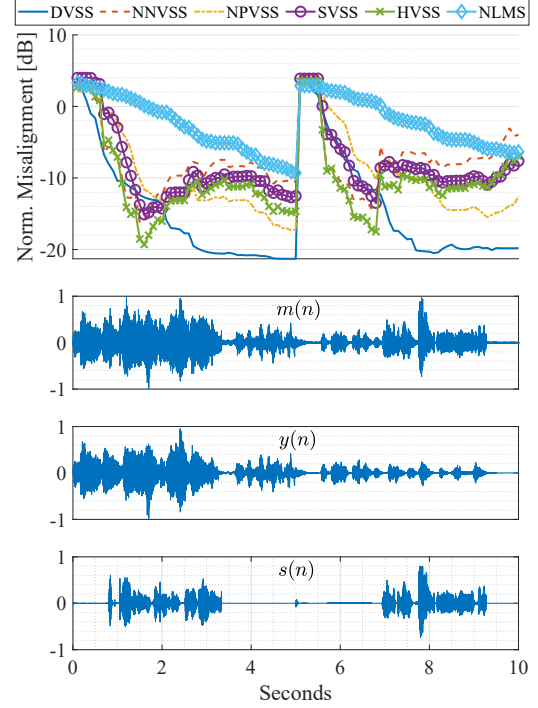 DVSS NNVSS NPVSS SVSS HVSS NLMS
10
0
-10
-20
Norm. Misalignment [dB]
m(n)
1
0
-1
y(n)
1
0
-1
s(n)
1
0
-1
0 2 4 6 8 10
Seconds